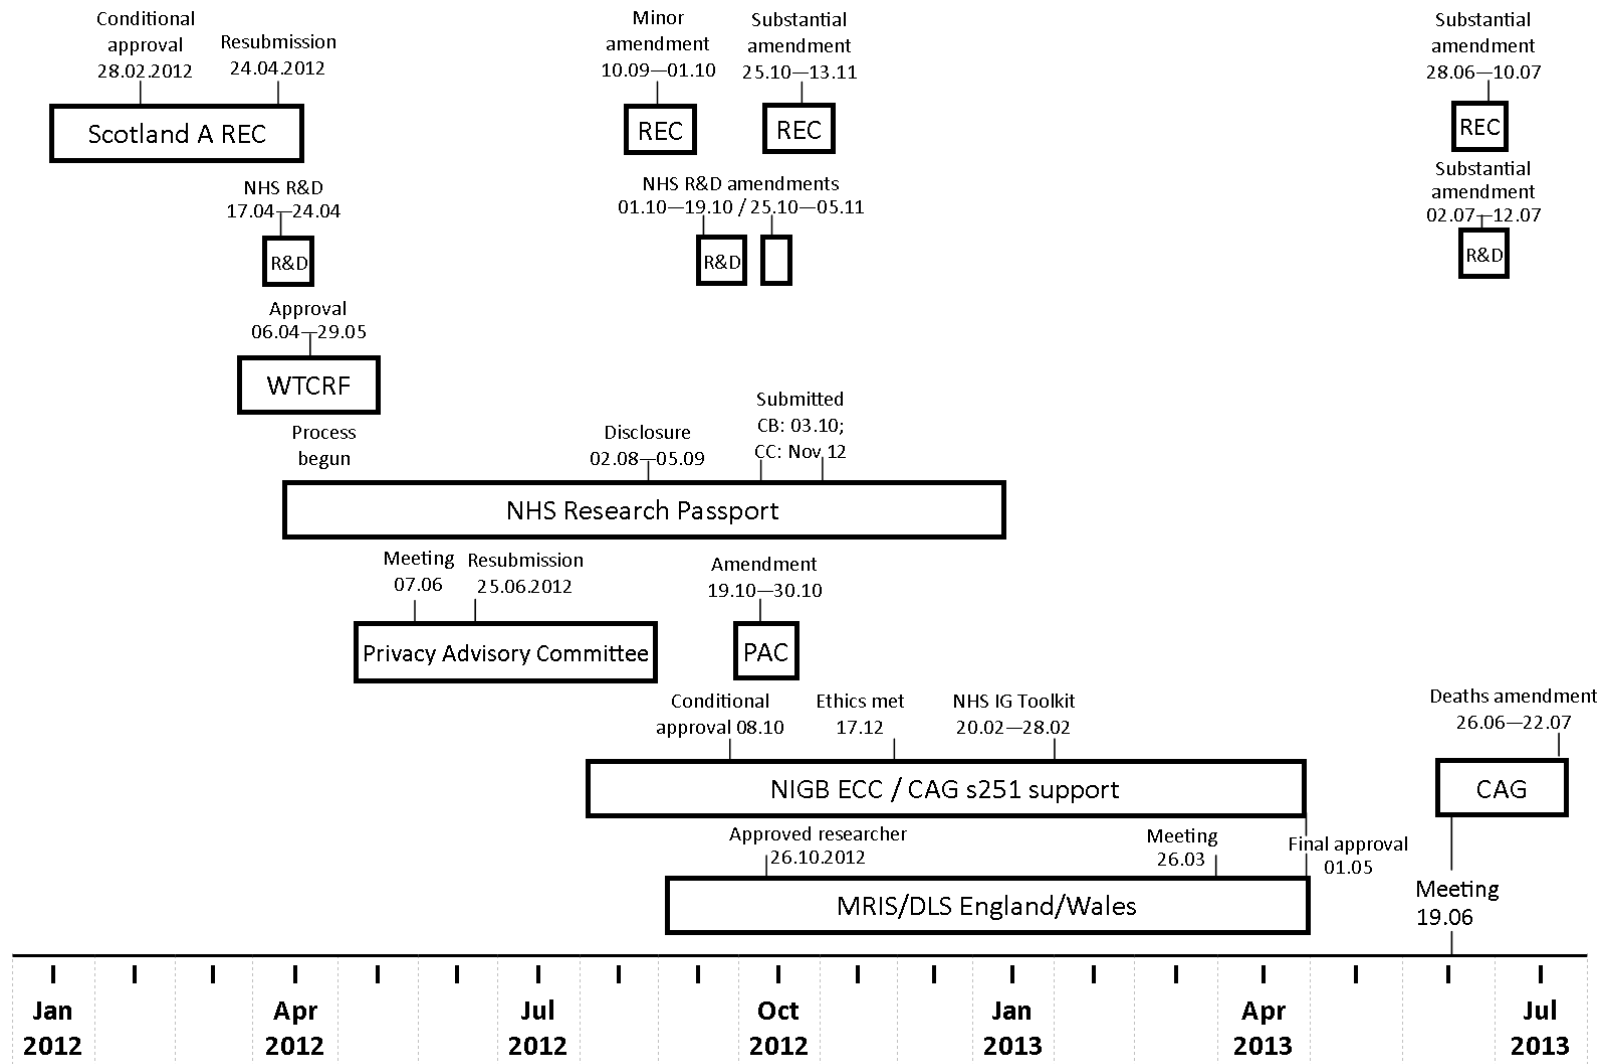 Conditional
approval
28.02.2012
Resubmission
24.04.2012
Minor
amendment
10.09—01.10
Substantial
amendment
25.10—13.11
Substantial
amendment
28.06—10.07
Scotland A REC
REC
REC
REC
NHS R&D
17.04—24.04
NHS R&D amendments
01.10—19.10 / 25.10—05.11
Substantial
amendment
02.07—12.07
R&D
R&D
R&D
Approval
06.04—29.05
WTCRF
Process
begun
Disclosure
02.08—05.09
Submitted
CB: 03.10;
CC: Nov 12
NHS Research Passport
Meeting
07.06
Resubmission
25.06.2012
Amendment
19.10—30.10
Privacy Advisory Committee
PAC
Conditional
approval 08.10
Ethics met
17.12
NHS IG Toolkit
20.02—28.02
Deaths amendment
26.06—22.07
NIGB ECC / CAG s251 support
CAG
Approved researcher
26.10.2012
Meeting
26.03
Final approval
01.05
MRIS/DLS England/Wales
Meeting
19.06
Jan
2012
Apr
2012
Jul
2012
Oct
2012
Jan
2013
Apr
2013
Jul
2013